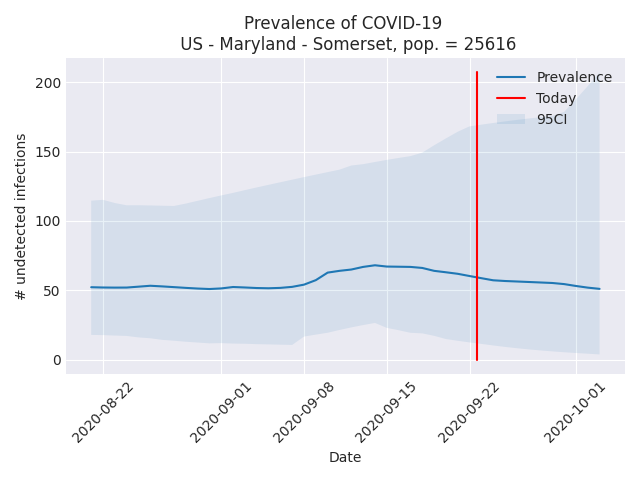 Prevalence of COVID-19
US - Maryland - Somerset, pop. = 25616
Prevalence
Today
95CI
200
150
100
50
0
# undetected infections
2020-08-22
2020-09-01
2020-09-08
2020-09-15
2020-09-22
2020-10-01
Date